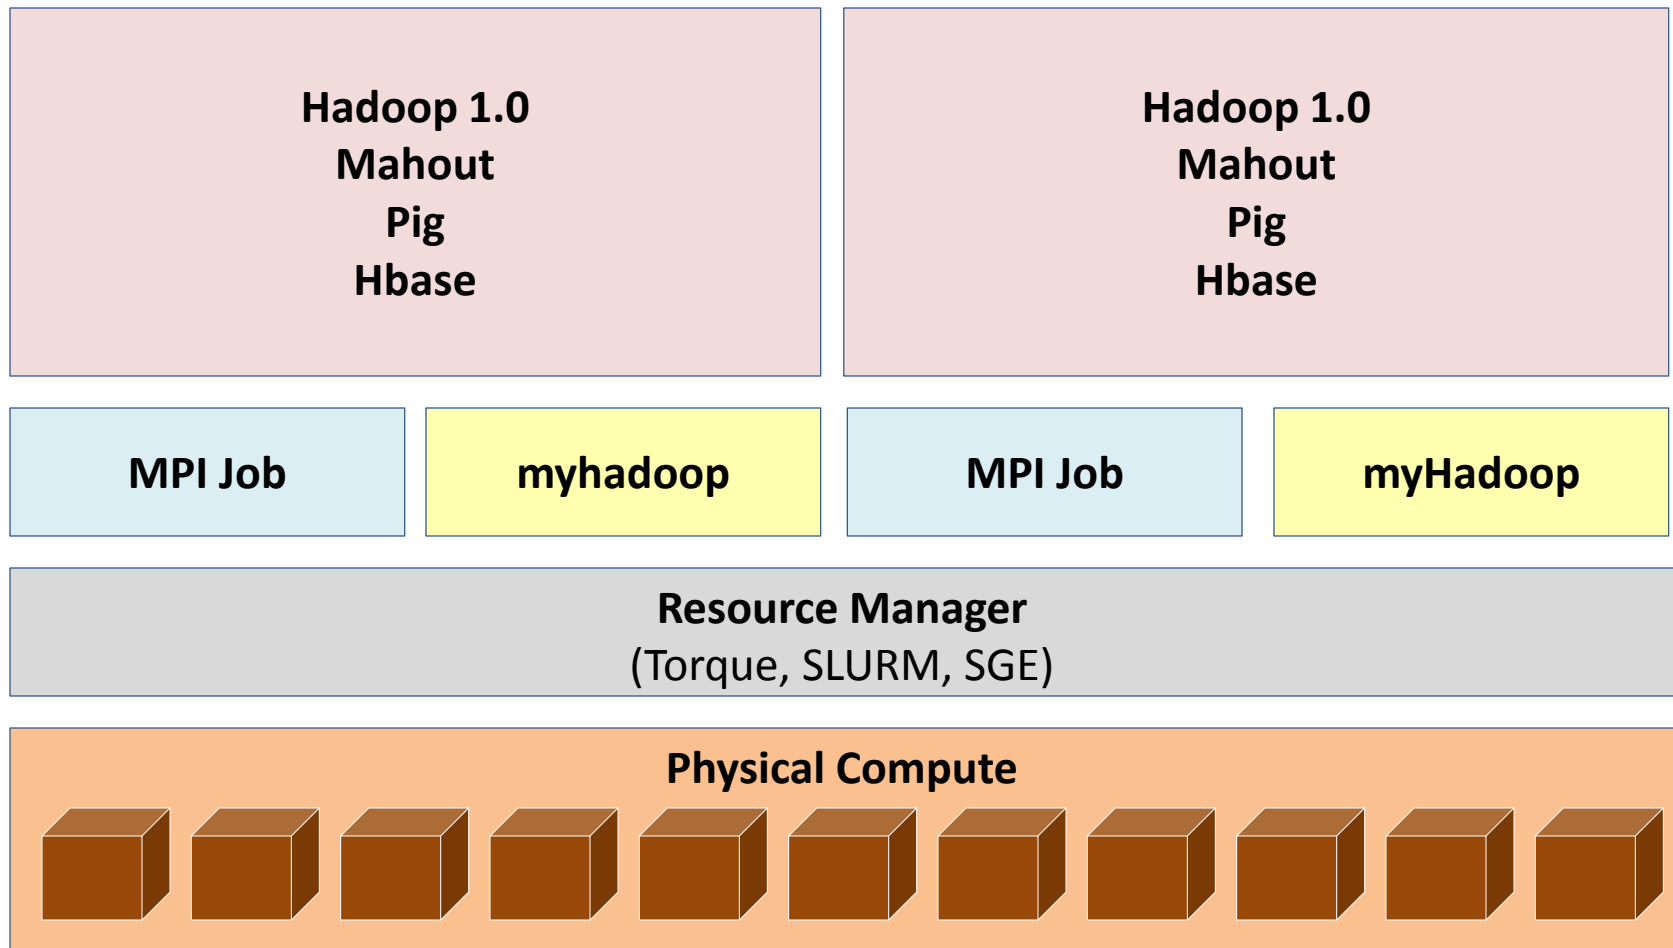 Hadoop 1.0
Mahout
Pig
Hbase
Hadoop 1.0
Mahout
Pig
Hbase
MPI Job
myhadoop
MPI Job
myHadoop
Resource Manager
(Torque, SLURM, SGE)
Physical Compute